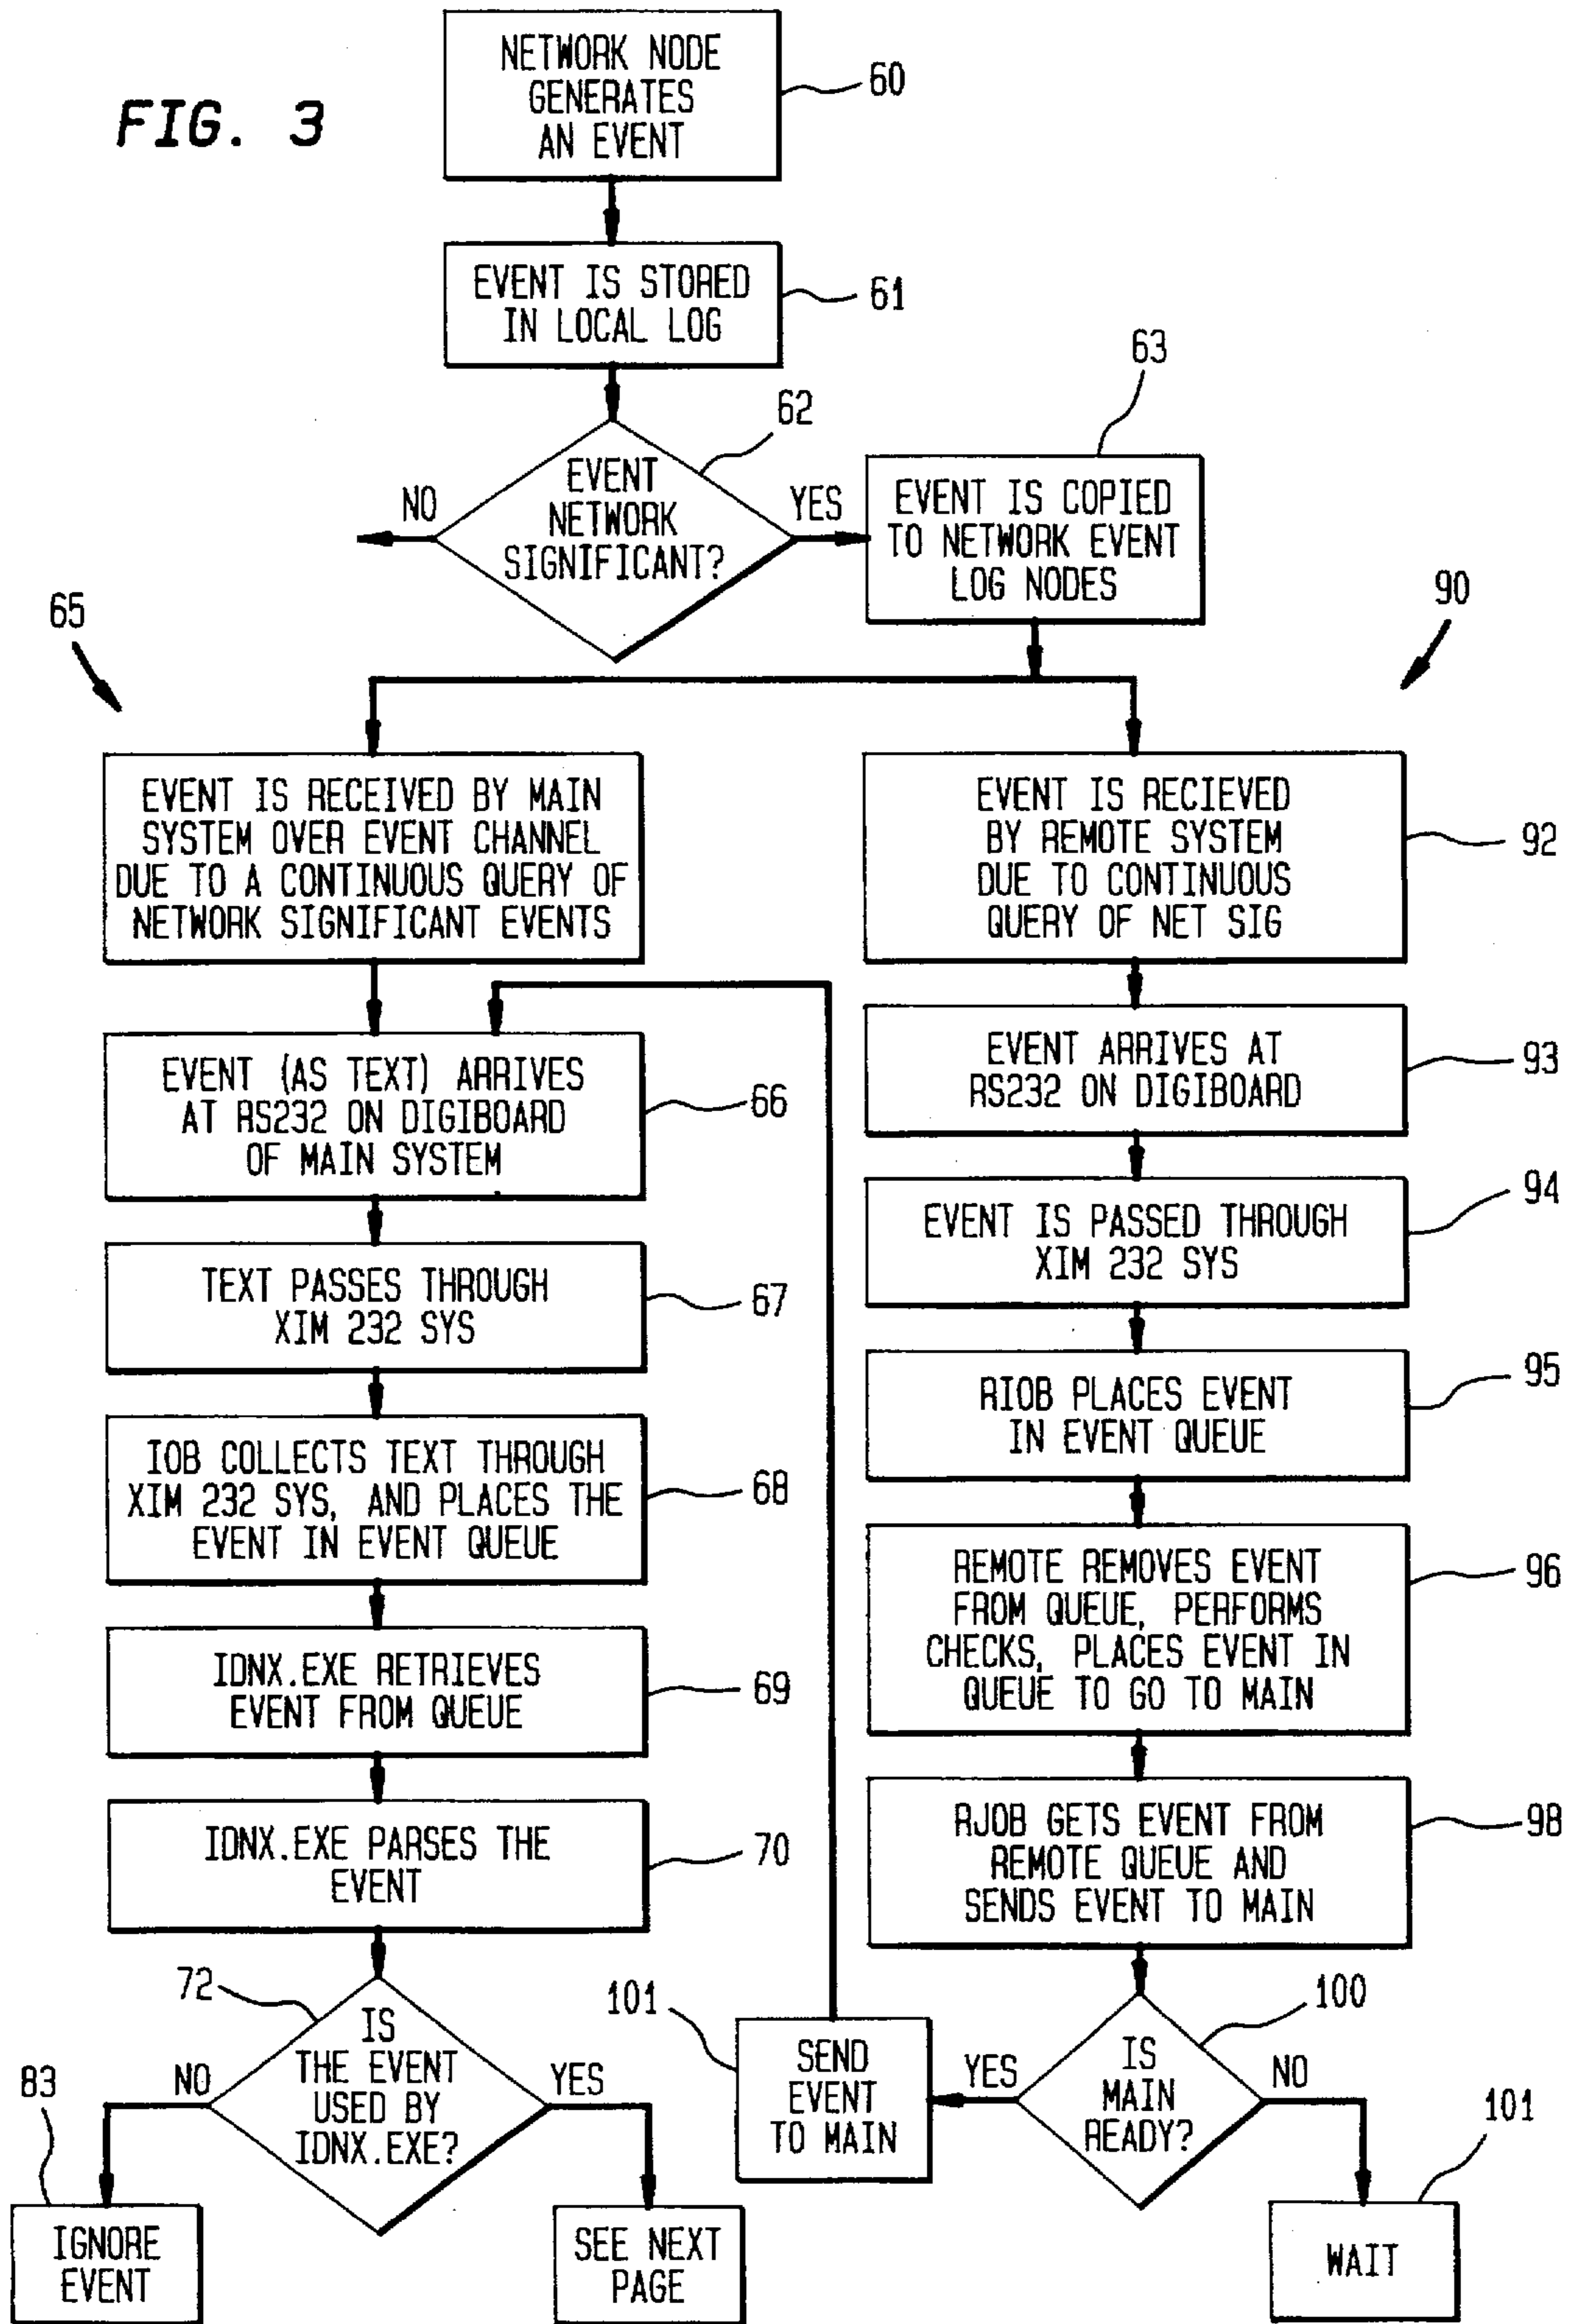 FIG. 3
NETWORK NODE
GENERATES
AN EVENT
60
EVENT IS STORED
IN LOCAL LOG
61
62
EVENT
NETWORK
SIGNIFICANT?
NO
YES
63
EVENT IS COPIED
TO NETWORK EVENT
LOG NODES
65
90
EVENT IS RECEIVED BY MAIN
SYSTEM OVER EVENT CHANNEL
DUE TO A CONTINUOUS QUERY OF
NETWORK SIGNIFICANT EVENTS
EVENT (AS TEXT) ARRIVES
AT RS232 ON DIGIBOARD
OF MAIN SYSTEM
66
TEXT PASSES THROUGH
XIM 232 SYS
67
IOB COLLECTS TEXT THROUGH
XIM 232 SYS, AND PLACES THE
EVENT IN EVENT QUEUE
68
IDNX.EXE RETRIEVES
EVENT FROM QUEUE
69
IDNX.EXE PARSES THE
EVENT
70
72
IS
THE EVENT
USED BY
IDNX.EXE?
NO
YES
83
IGNORE
EVENT
SEE NEXT
PAGE
EVENT IS RECIEVED
BY REMOTE SYSTEM
DUE TO CONTINUOUS
QUERY OF NET SIG
92
EVENT ARRIVES AT
RS232 ON DIGIBOARD
93
EVENT IS PASSED THROUGH
XIM 232 SYS
94
RIOB PLACES EVENT
IN EVENT QUEUE
95
REMOTE REMOVES EVENT
FROM QUEUE, PERFORMS
CHECKS, PLACES EVENT IN
QUEUE TO GO TO MAIN
96
RJOB GETS EVENT FROM
REMOTE QUEUE AND
SENDS EVENT TO MAIN
98
100
IS
MAIN
READY?
YES
NO
101
SEND
EVENT
TO MAIN
101
WAIT